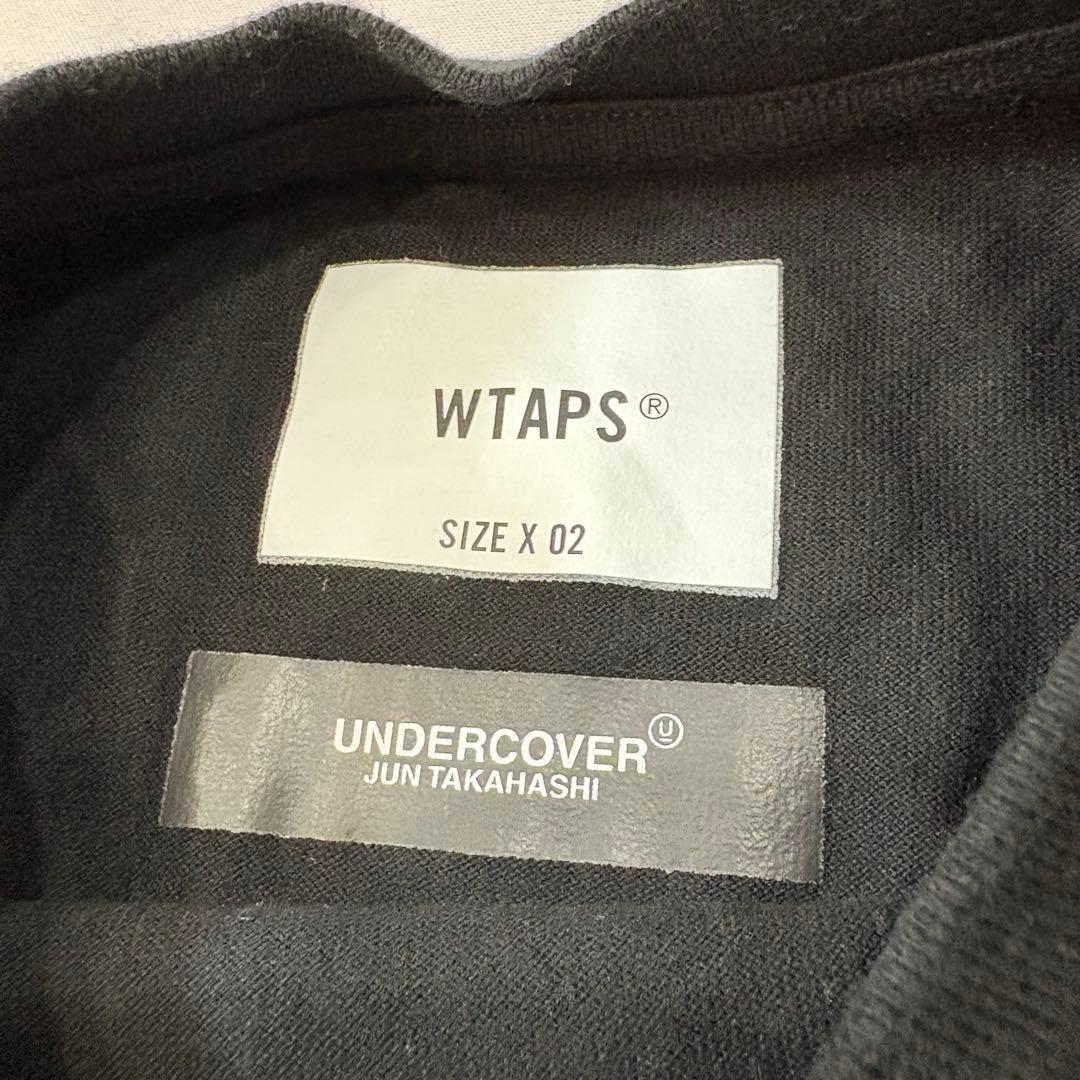 WTAPS®
SIZE X 02
UNDERCOVER Ⓤ
JUN TAKAHASHI